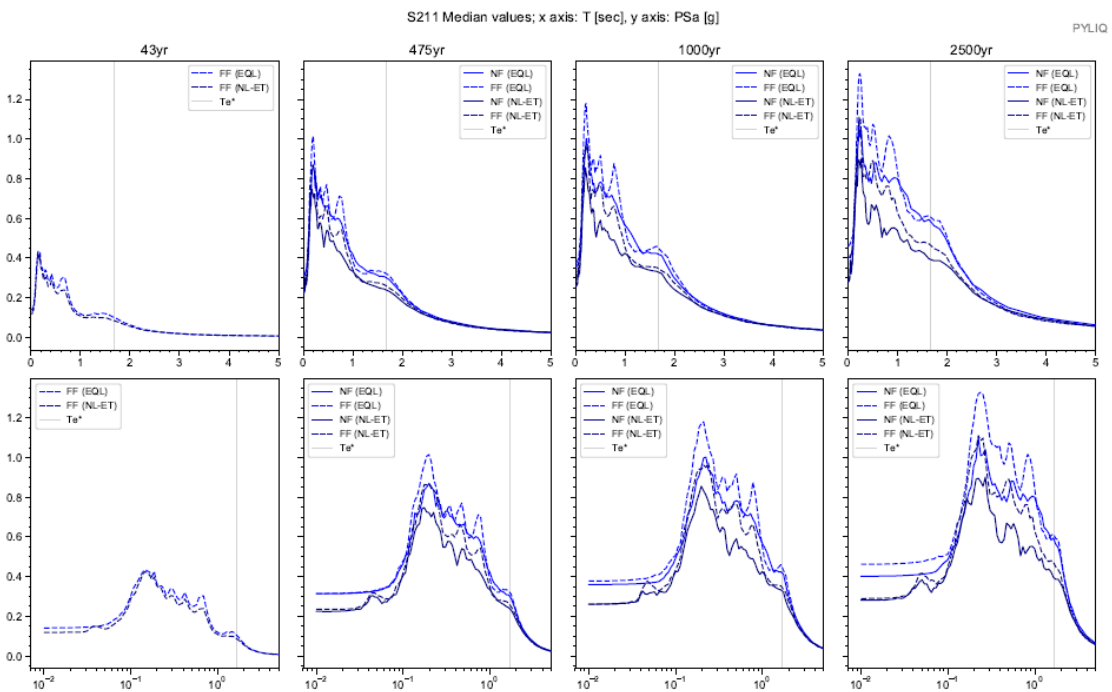 S211 Median values; x axis: T [sec], y axis: PSa [g]
PYLIQ
43yr
475yr
1000yr
2500yr
FF (EQL)
FF (NL-ET)
Te*
NF (EQL)
FF (EQL)
NF (NL-ET)
FF (NL-ET)
Te*
NF (EQL)
FF (EQL)
NF (NL-ET)
FF (NL-ET)
Te*
NF (EQL)
FF (EQL)
NF (NL-ET)
FF (NL-ET)
Te*
1.2
1.0
0.8
0.6
0.4
0.2
0.0
0 1 2 3 4 5
0 1 2 3 4 5
0 1 2 3 4 5
0 1 2 3 4 5
FF (EQL)
FF (NL-ET)
Te*
NF (EQL)
FF (EQL)
NF (NL-ET)
FF (NL-ET)
Te*
NF (EQL)
FF (EQL)
NF (NL-ET)
FF (NL-ET)
Te*
NF (EQL)
FF (EQL)
NF (NL-ET)
FF (NL-ET)
Te*
1.2
1.0
0.8
0.6
0.4
0.2
0.0
10⁻² 10⁻¹ 10⁰
10⁻² 10⁻¹ 10⁰
10⁻² 10⁻¹ 10⁰
10⁻² 10⁻¹ 10⁰